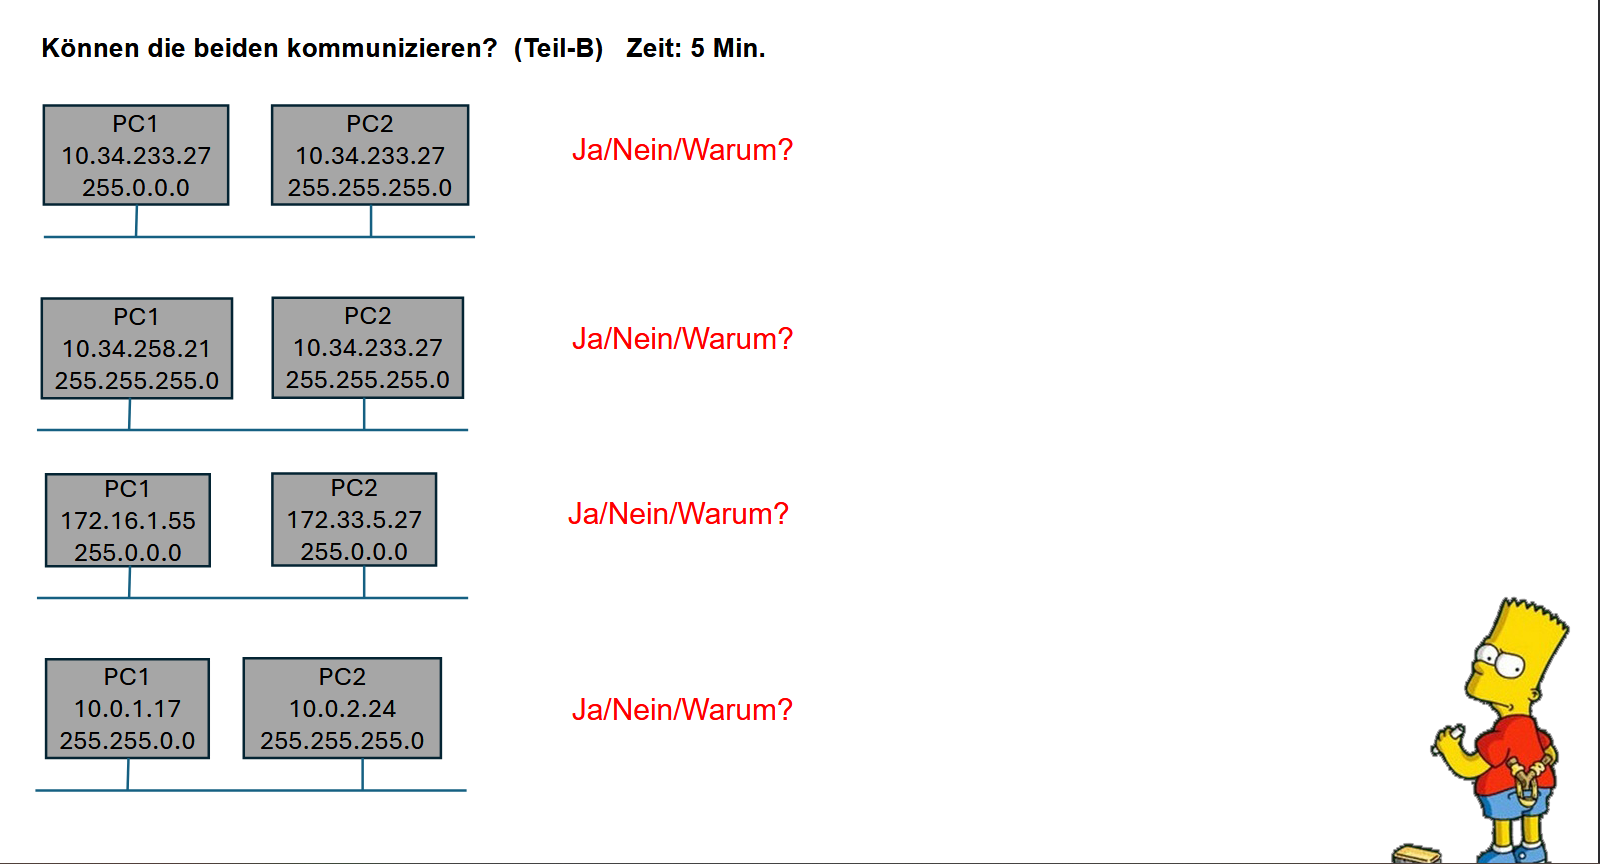 Können die beiden kommunizieren?  (Teil-B)   Zeit: 5 Min.
PC1
10.34.233.27
255.0.0.0
PC2
10.34.233.27
255.255.255.0
Ja/Nein/Warum?
PC1
10.34.258.21
255.255.255.0
PC2
10.34.233.27
255.255.255.0
Ja/Nein/Warum?
PC1
172.16.1.55
255.0.0.0
PC2
172.33.5.27
255.0.0.0
Ja/Nein/Warum?
PC1
10.0.1.17
255.255.0.0
PC2
10.0.2.24
255.255.255.0
Ja/Nein/Warum?